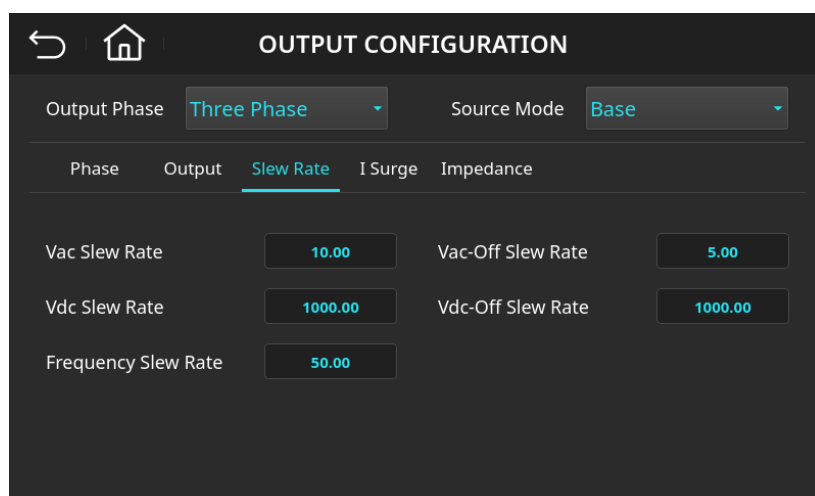 OUTPUT CONFIGURATION
Output Phase Three Phase Source Mode Base
Phase Output Slew Rate I Surge Impedance
Vac Slew Rate 10.00 Vac-Off Slew Rate 5.00
Vdc Slew Rate 1000.00 Vdc-Off Slew Rate 1000.00
Frequency Slew Rate 50.00